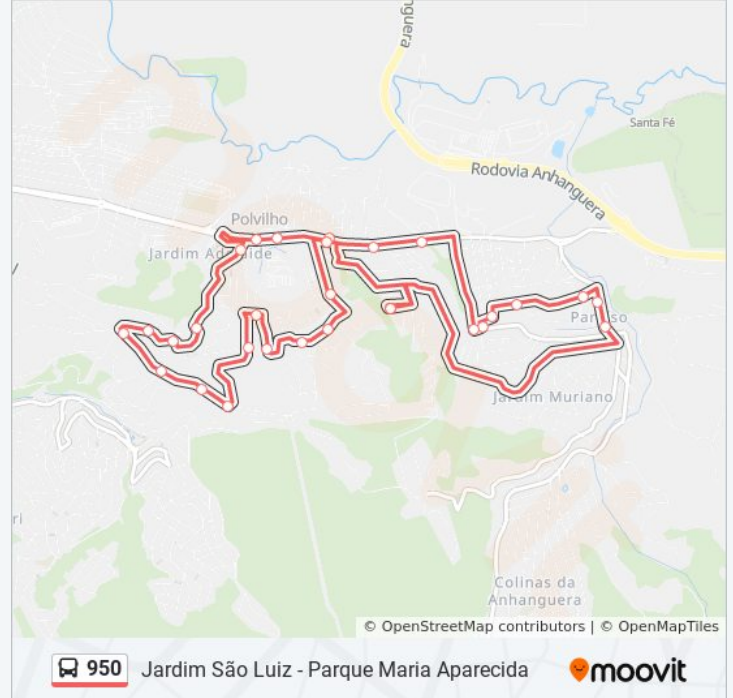 nguera
Santa Fé
Rodovia Anhanguera
Polvilho
Jardim Adelaide
Jardim Muriano
ri
Colinas da
Anhanguera
© OpenStreetMap contributors | © OpenMapTiles
950 Jardim São Luiz - Parque Maria Aparecida moovit